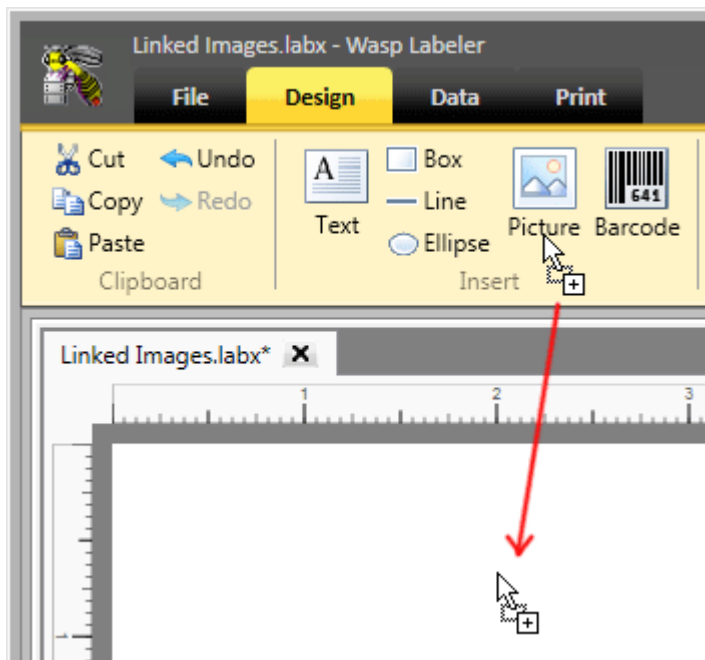 Linked Images.labx - Wasp Labeler
File Design Data Print
Cut Undo
Copy Redo
Paste
Clipboard
A
Text
Box
Line
Ellipse
Picture
641
Barcode
Insert
Linked Images.labx* X
1 2 3
1